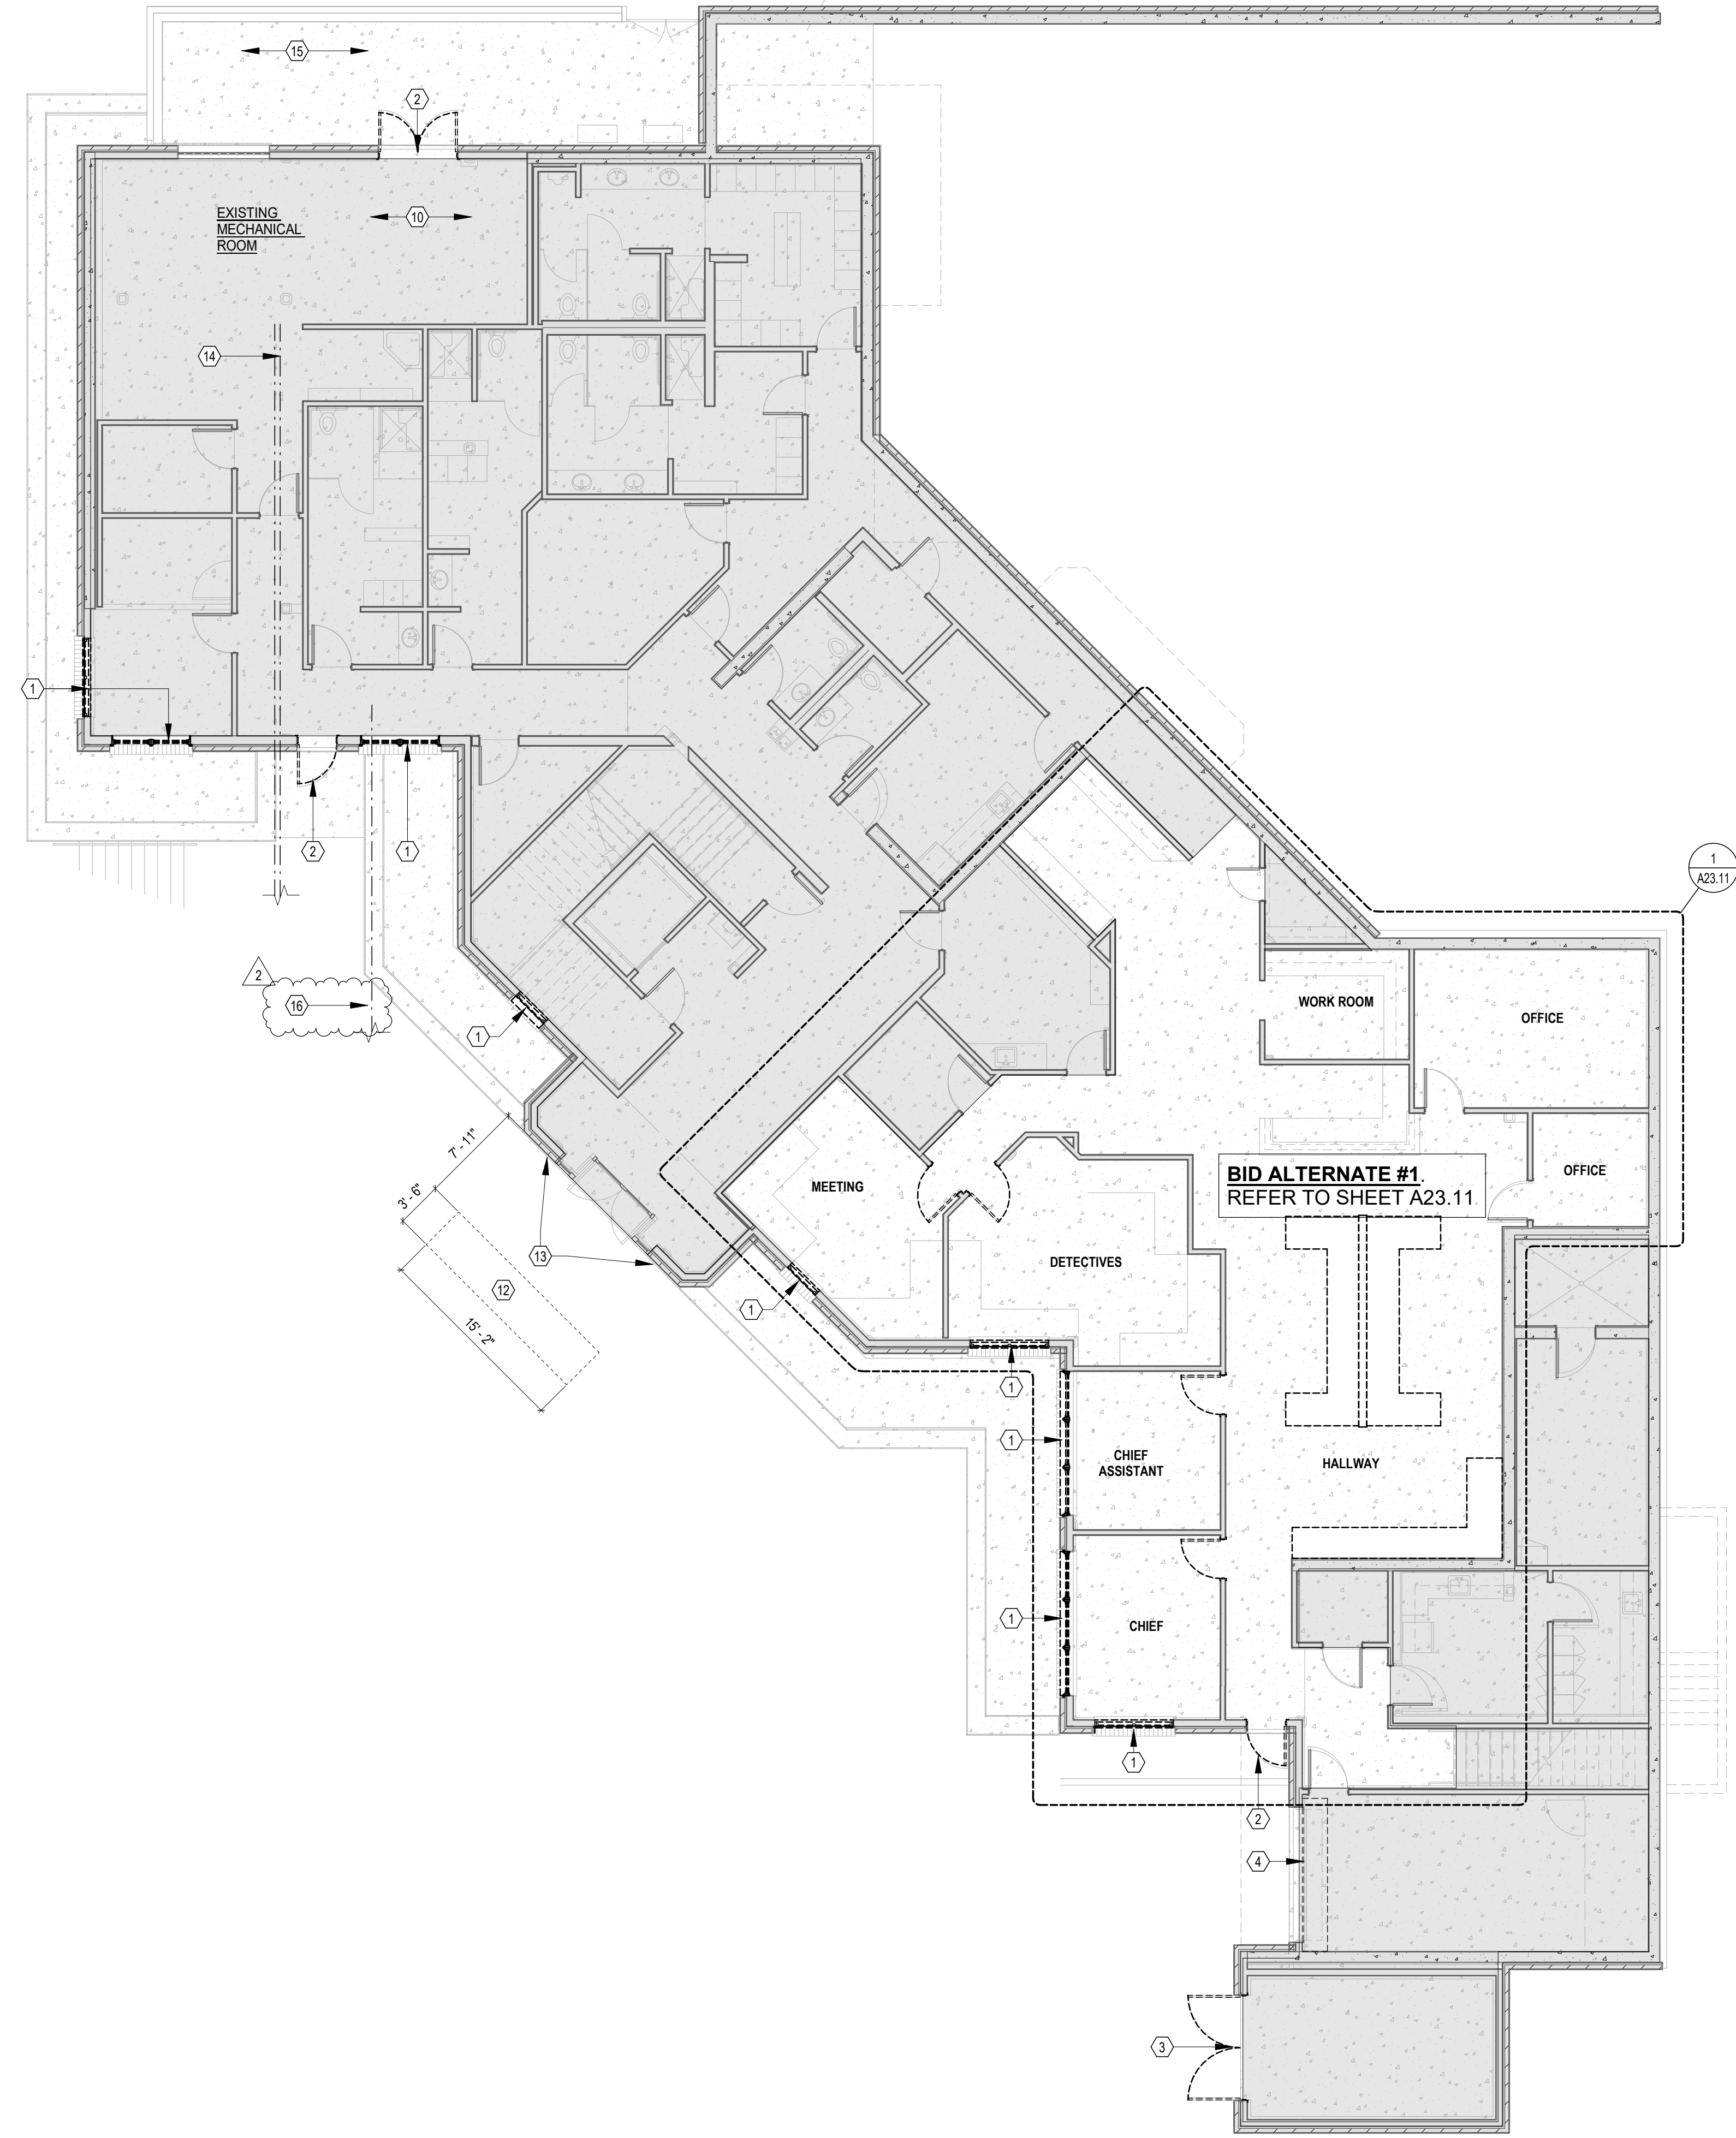 15
2
EXISTING
MECHANICAL
ROOM
10
14
1
2
1
1
A23.11
2
16
1
WORK ROOM
OFFICE
7' - 11"
3' - 6"
12
15' - 2"
13
MEETING
BID ALTERNATE #1.
REFER TO SHEET A23.11
OFFICE
DETECTIVES
1
1
1
CHIEF
ASSISTANT
HALLWAY
1
CHIEF
1
2
4
3